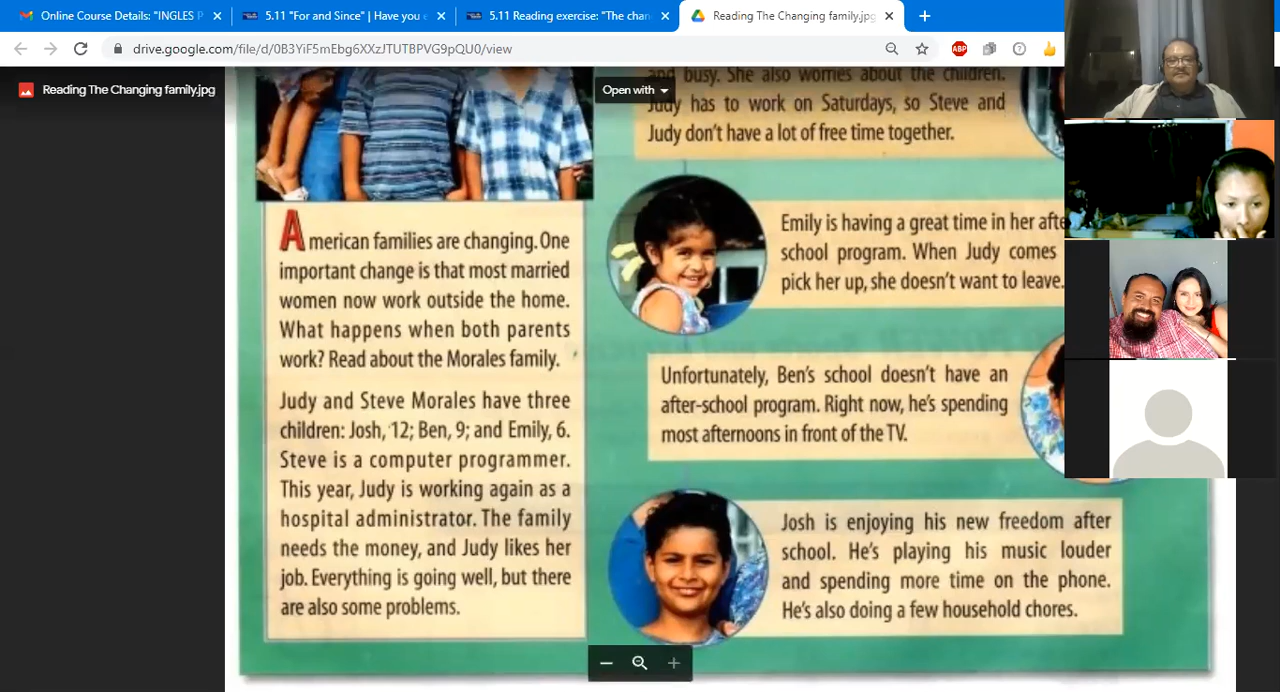 Online Course Details: "INGLES P
5.11 "For and Since" | Have you e
5.11 Reading exercise: "The chan
Reading The Changing family.jpg
drive.google.com/file/d/0B3YiF5mEbg6XXzJTUTBPVG9pQU0/view
ABP
Reading The Changing family.jpg
Open with
American families are changing. One
important change is that most married
women now work outside the home.
What happens when both parents
work? Read about the Morales family.
Judy and Steve Morales have three
children: Josh, 12; Ben, 9; and Emily, 6.
Steve is a computer programmer.
This year, Judy is working again as a
hospital administrator. The family
needs the money, and Judy likes her
job. Everything is going well, but there
are also some problems.
and busy. She also worries about the children.
Judy has to work on Saturdays, so Steve and
Judy don't have a lot of free time together.
Emily is having a great time in her afte
school program. When Judy comes
pick her up, she doesn't want to leave.
Unfortunately, Ben's school doesn't have an
after-school program. Right now, he's spending
most afternoons in front of the TV.
Josh is enjoying his new freedom after
school. He's playing his music louder
and spending more time on the phone.
He's also doing a few household chores.